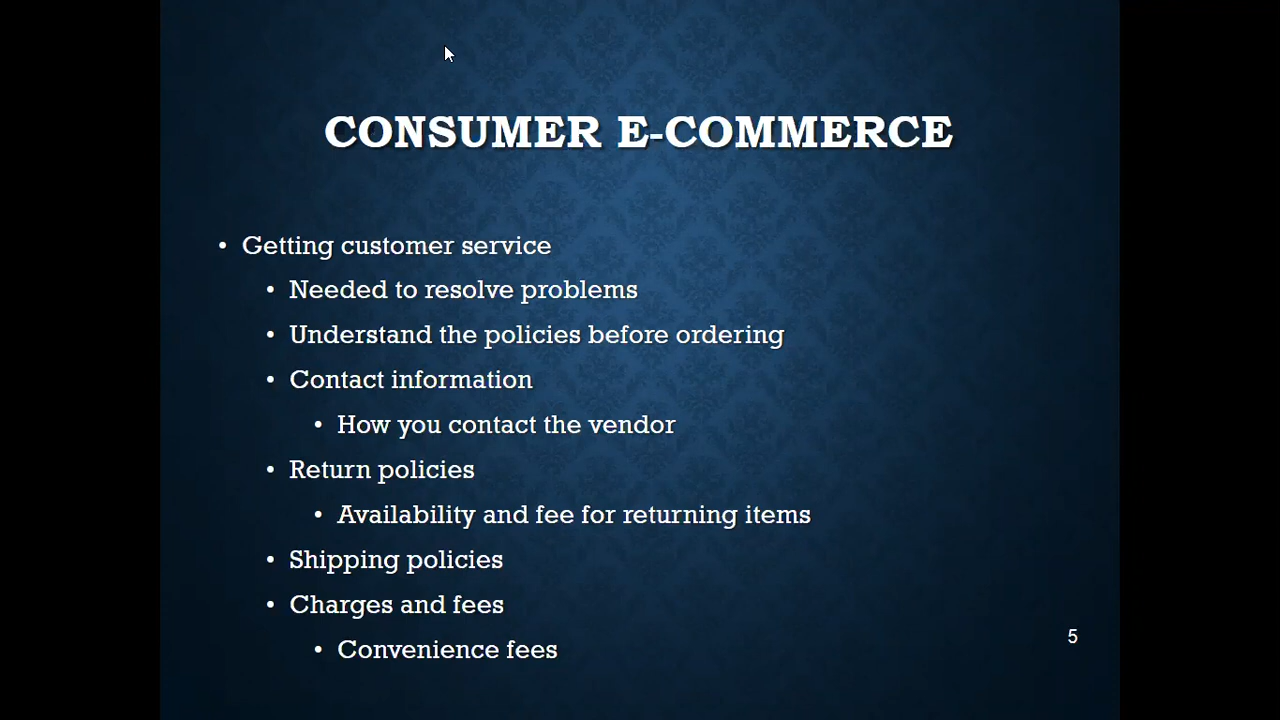 CONSUMER E-COMMERCE
• Getting customer service
• Needed to resolve problems
• Understand the policies before ordering
• Contact information
• How you contact the vendor
• Return policies
• Availability and fee for returning items
• Shipping policies
• Charges and fees
• Convenience fees
5